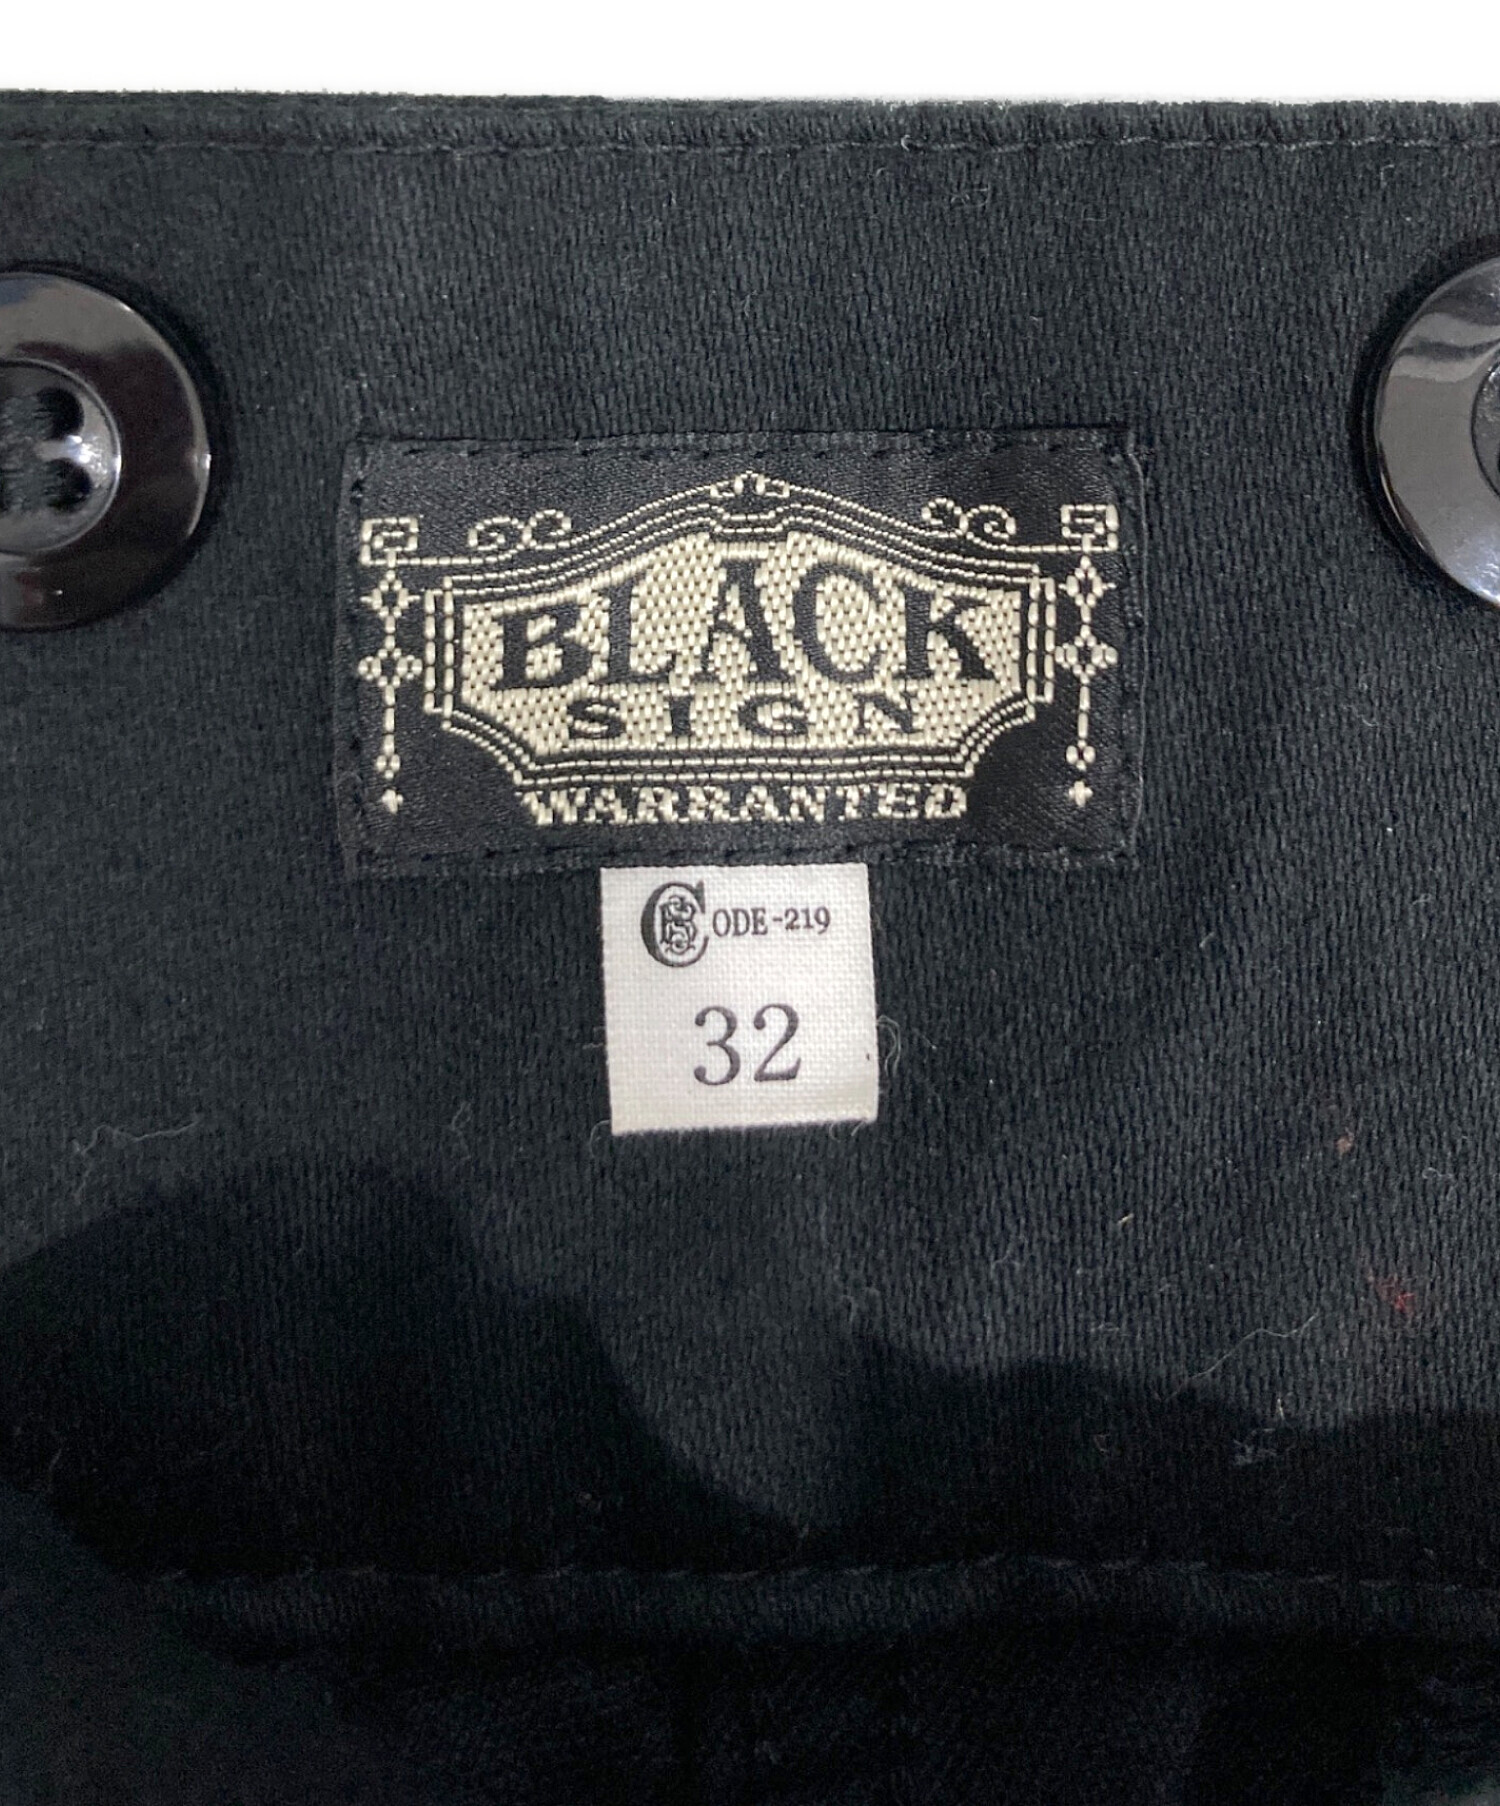 BLACK
SIGN
WARRANTED
CODE-219
32